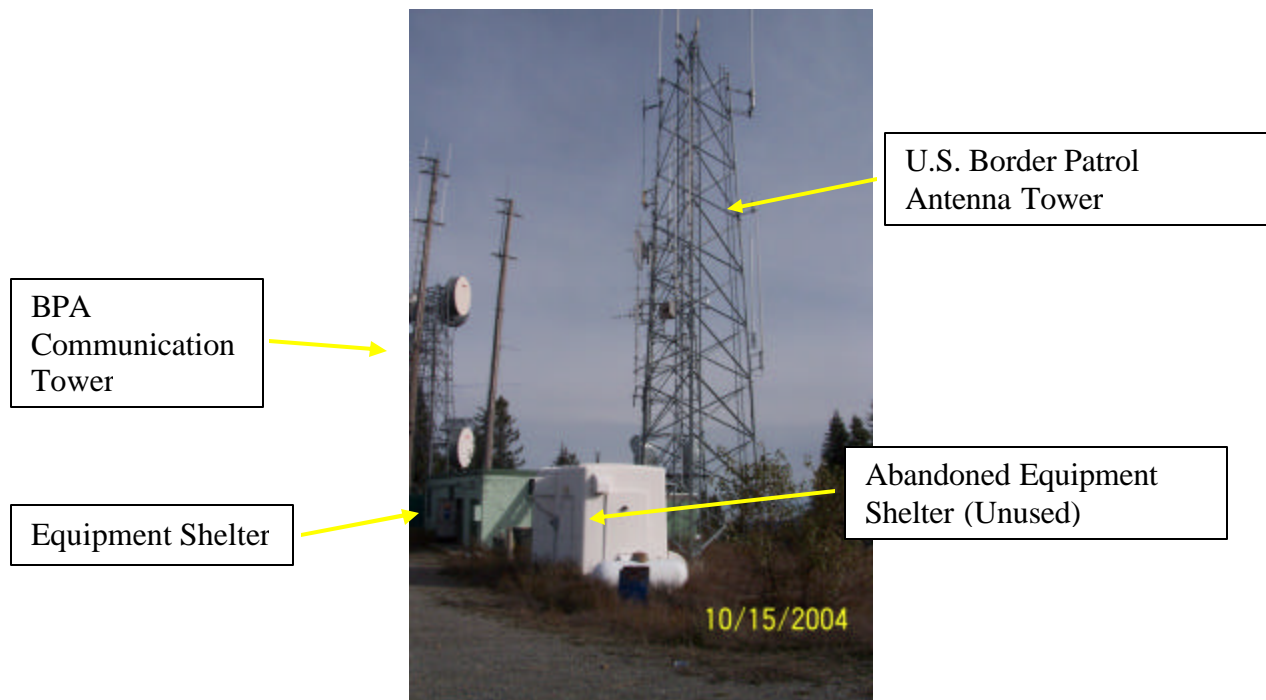 U.S. Border Patrol
Antenna Tower
BPA
Communication
Tower
Abandoned Equipment
Shelter (Unused)
Equipment Shelter
10/15/2004